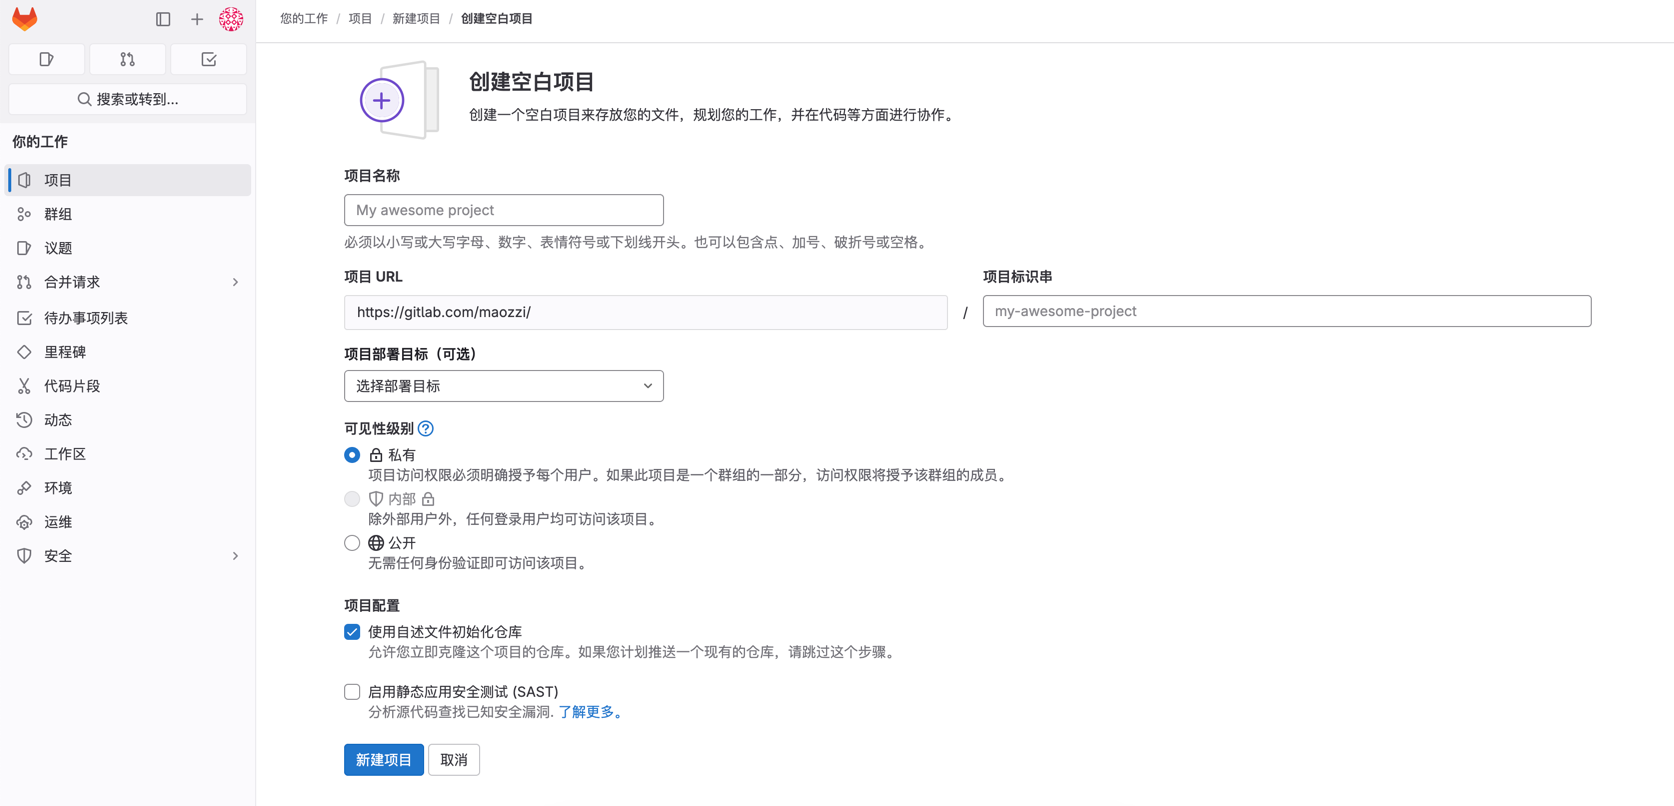 您的工作 / 项目 / 新建项目 / 创建空白项目
搜索或转到...
你的工作
项目
群组
议题
合并请求
待办事项列表
里程碑
代码片段
动态
工作区
环境
运维
安全
创建空白项目
创建一个空白项目来存放您的文件，规划您的工作，并在代码等方面进行协作。
项目名称
My awesome project
必须以小写或大写字母、数字、表情符号或下划线开头。也可以包含点、加号、破折号或空格。
项目 URL
https://gitlab.com/maozzi/
/
项目标识串
my-awesome-project
项目部署目标（可选）
选择部署目标
可见性级别
私有
项目访问权限必须明确授予每个用户。如果此项目是一个群组的一部分，访问权限将授予该群组的成员。
内部
除外部用户外，任何登录用户均可访问该项目。
公开
无需任何身份验证即可访问该项目。
项目配置
使用自述文件初始化仓库
允许您立即克隆这个项目的仓库。如果您计划推送一个现有的仓库，请跳过这个步骤。
启用静态应用安全测试 (SAST)
分析源代码查找已知安全漏洞. 了解更多。
新建项目
取消